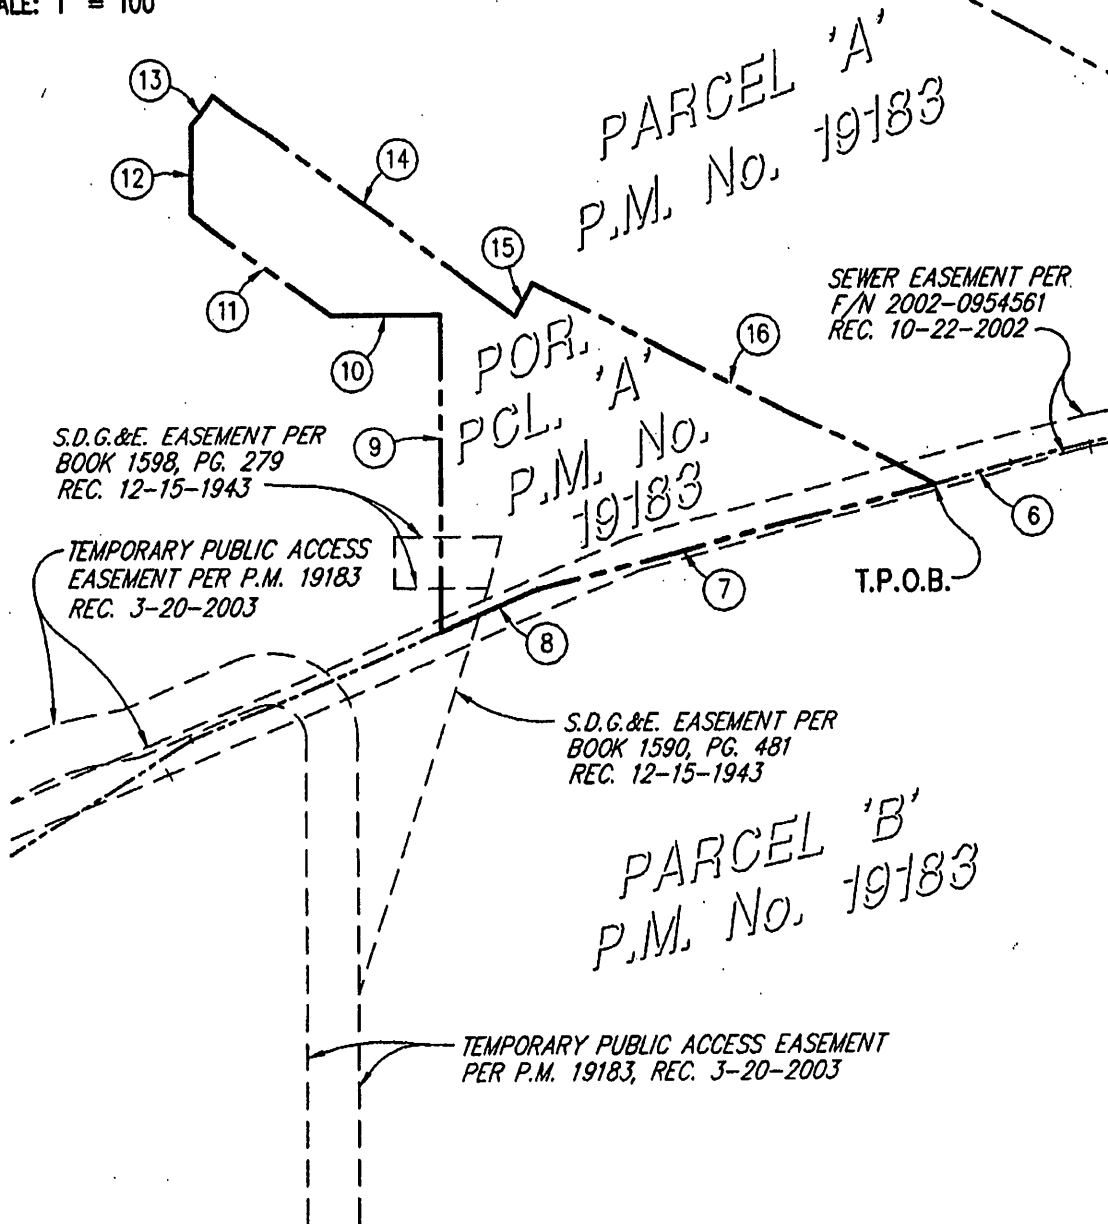 ALE: 1" = 100'
PARCEL 'A'
P.M. No. 19183
13
14
12
15
11
10
16
SEWER EASEMENT PER
F/N 2002-0954561
REC. 10-22-2002
POR.
PCL. 'A'
P.M. No.
19183
9
S.D.G.&E. EASEMENT PER
BOOK 1598, PG. 279
REC. 12-15-1943
6
TEMPORARY PUBLIC ACCESS
EASEMENT PER P.M. 19183
REC. 3-20-2003
7
T.P.O.B.
8
S.D.G.&E. EASEMENT PER
BOOK 1590, PG. 481
REC. 12-15-1943
PARCEL 'B'
P.M. No. 19183
TEMPORARY PUBLIC ACCESS EASEMENT
PER P.M. 19183, REC. 3-20-2003